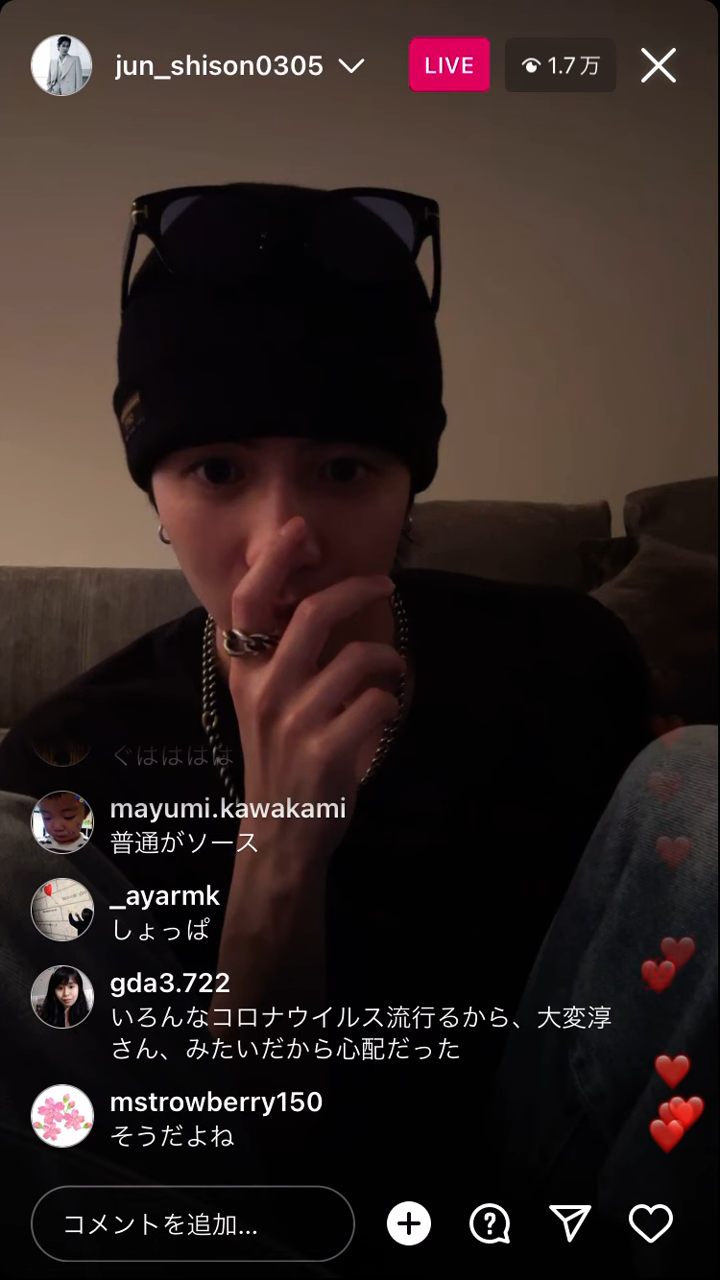 jun_shison0305
LIVE
1.7万
ぐはははは
mayumi.kawakami
普通がソース
_ayarmk
しょっぱ
gda3.722
いろんなコロナウイルス流行るから、大変淳
さん、みたいだから心配だった
mstrowberry150
そうだよね
コメントを追加...